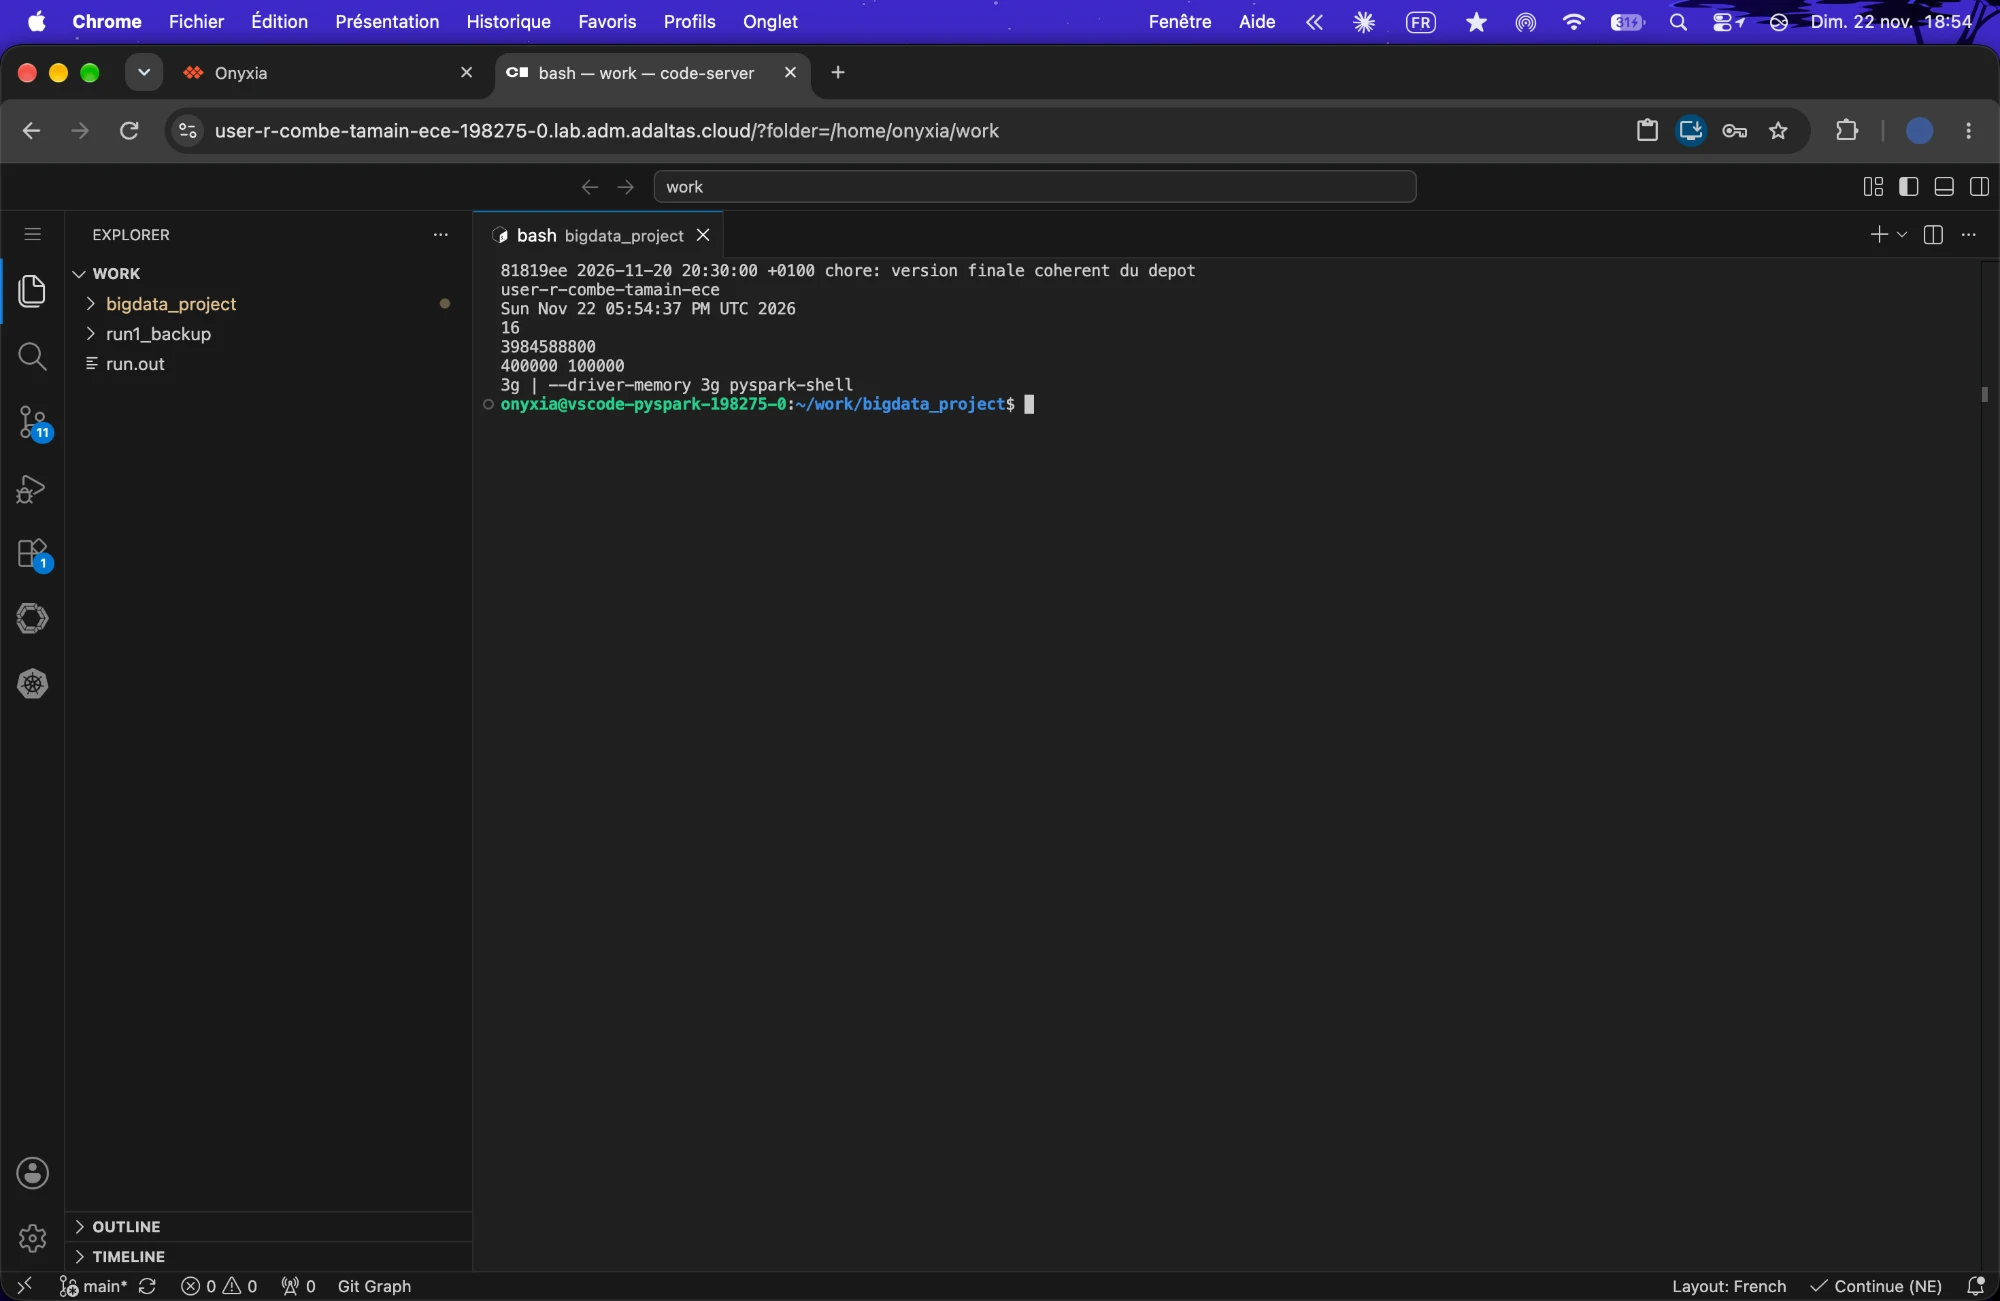 Chrome Fichier Édition Présentation Historique Favoris Profils Onglet Fenêtre Aide FR 31 Dim. 22 nov. 18:54
Onyxia
bash — work — code-server
user-r-combe-tamain-ece-198275-0.lab.adm.adaltas.cloud/?folder=/home/onyxia/work
work
EXPLORER
bash bigdata_project
WORK
bigdata_project
run1_backup
run.out
11
1
81819ee 2026-11-20 20:30:00 +0100 chore: version finale coherent du depot
user-r-combe-tamain-ece
Sun Nov 22 05:54:37 PM UTC 2026
16
3984588800
400000 100000
3g | --driver-memory 3g pyspark-shell
onyxia@vscode-pyspark-198275-0:~/work/bigdata_project$
OUTLINE
TIMELINE
main* 0 0 0 Git Graph Layout: French Continue (NE)